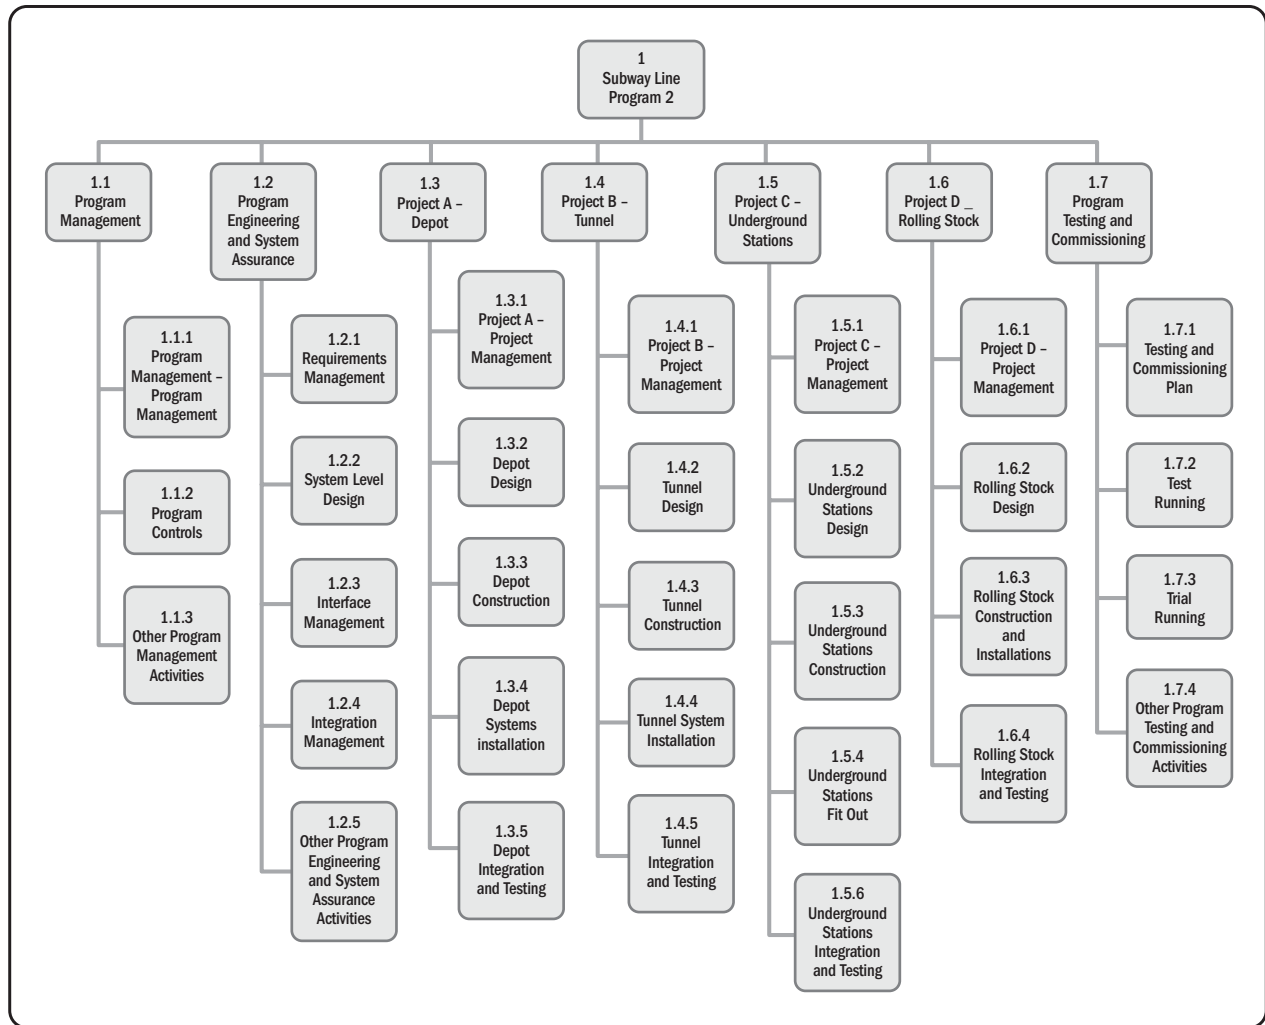 1
Subway Line
Program 2
1.1
Program
Management
1.1.1
Program
Management –
Program
Management
1.1.2
Program
Controls
1.1.3
Other Program
Management
Activities
1.2
Program
Engineering
and System
Assurance
1.2.1
Requirements
Management
1.2.2
System Level
Design
1.2.3
Interface
Management
1.2.4
Integration
Management
1.2.5
Other Program
Engineering
and System
Assurance
Activities
1.3
Project A –
Depot
1.3.1
Project A –
Project
Management
1.3.2
Depot
Design
1.3.3
Depot
Construction
1.3.4
Depot
Systems
installation
1.3.5
Depot
Integration
and Testing
1.4
Project B –
Tunnel
1.4.1
Project B –
Project
Management
1.4.2
Tunnel
Design
1.4.3
Tunnel
Construction
1.4.4
Tunnel System
Installation
1.4.5
Tunnel
Integration
and Testing
1.5
Project C –
Underground
Stations
1.5.1
Project C –
Project
Management
1.5.2
Underground
Stations
Design
1.5.3
Underground
Stations
Construction
1.5.4
Underground
Stations
Fit Out
1.5.6
Underground
Stations
Integration
and Testing
1.6
Project D _
Rolling Stock
1.6.1
Project D –
Project
Management
1.6.2
Rolling Stock
Design
1.6.3
Rolling Stock
Construction
and
Installations
1.6.4
Rolling Stock
Integration
and Testing
1.7
Program
Testing and
Commissioning
1.7.1
Testing and
Commissioning
Plan
1.7.2
Test
Running
1.7.3
Trial
Running
1.7.4
Other Program
Testing and
Commissioning
Activities